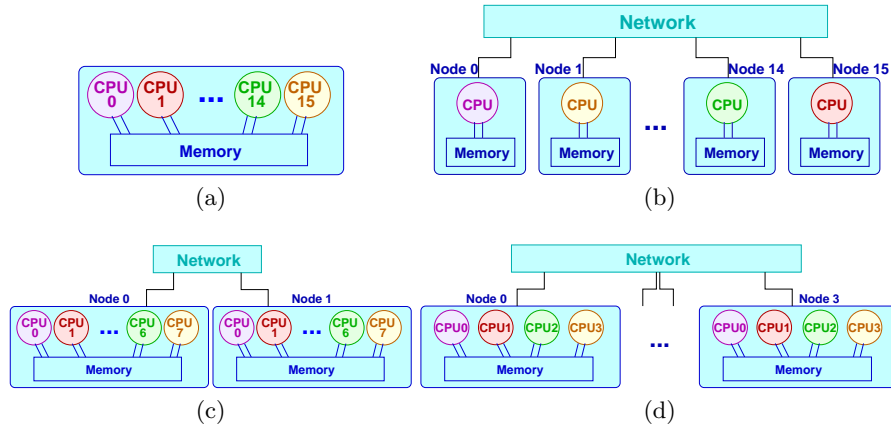 CPU 0 CPU 1 ... CPU 14 CPU 15
Memory
(a)
Network
Node 0 Node 1 Node 14 Node 15
CPU CPU ... CPU CPU
Memory Memory Memory Memory
(b)
Network
Node 0 Node 1
CPU 0 CPU 1 ... CPU 6 CPU 7 CPU 0 CPU 1 ... CPU 6 CPU 7
Memory Memory
(c)
Network
Node 0 Node 3
CPU0 CPU1 CPU2 CPU3 ... CPU0 CPU1 CPU2 CPU3
Memory Memory
(d)